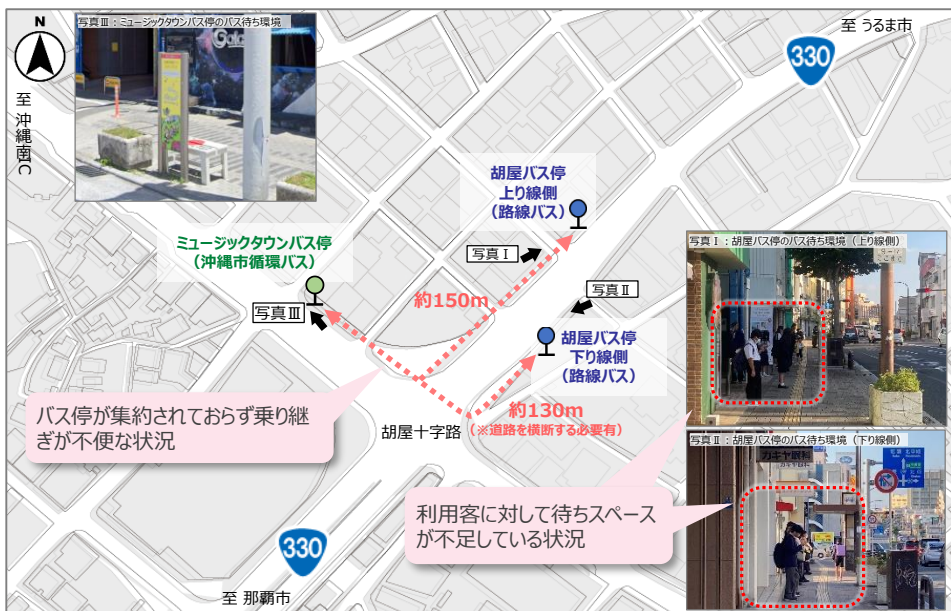 写真Ⅲ：ミュージックタウンバス停のバス待ち環境
N
至 沖縄南IC
至 うるま市
330
胡屋バス停
上り線側
（路線バス）
写真Ⅰ
ミュージックタウンバス停
（沖縄市循環バス）
写真Ⅲ
約150m
写真Ⅱ
胡屋バス停
下り線側
（路線バス）
約130m
（※道路を横断する必要有）
胡屋十字路
バス停が集約されておらず乗り継
ぎが不便な状況
写真Ⅰ：胡屋バス停のバス待ち環境（上り線側）
利用客に対して待ちスペース
が不足している状況
写真Ⅱ：胡屋バス停のバス待ち環境（下り線側）
カキヤ眼科
330
至 那覇市